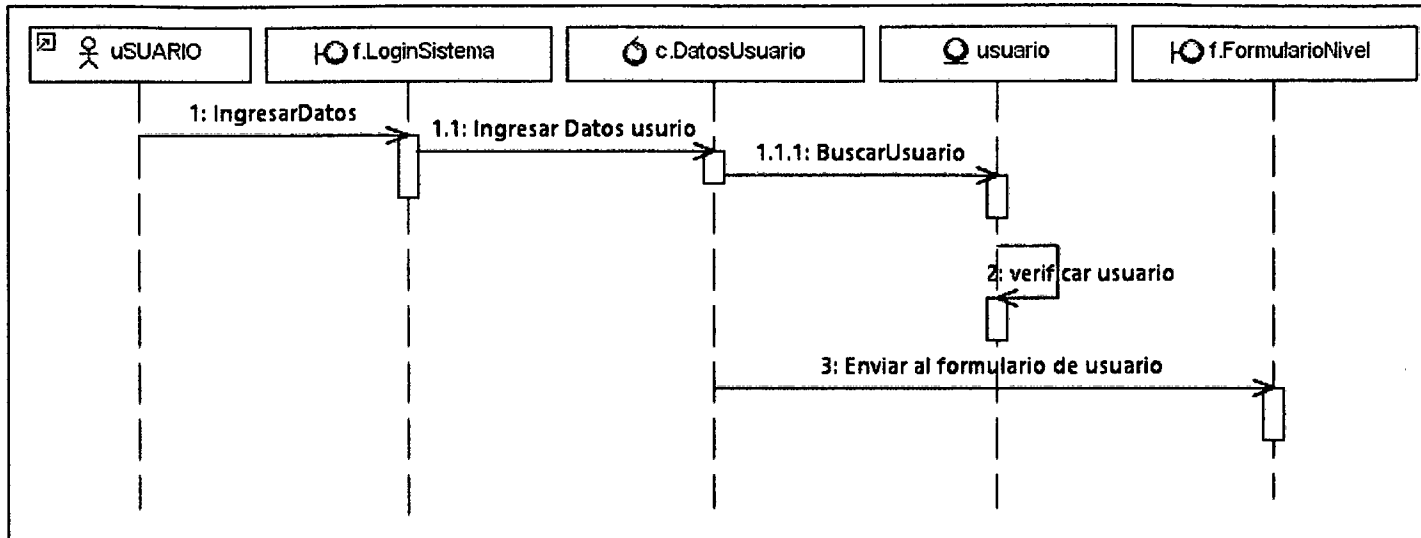 uSUARIO
f.LoginSistema
c.DatosUsuario
usuario
f.FormularioNivel
1: IngresarDatos
1.1: Ingresar Datos usurio
1.1.1: BuscarUsuario
2: verificar usuario
3: Enviar al formulario de usuario